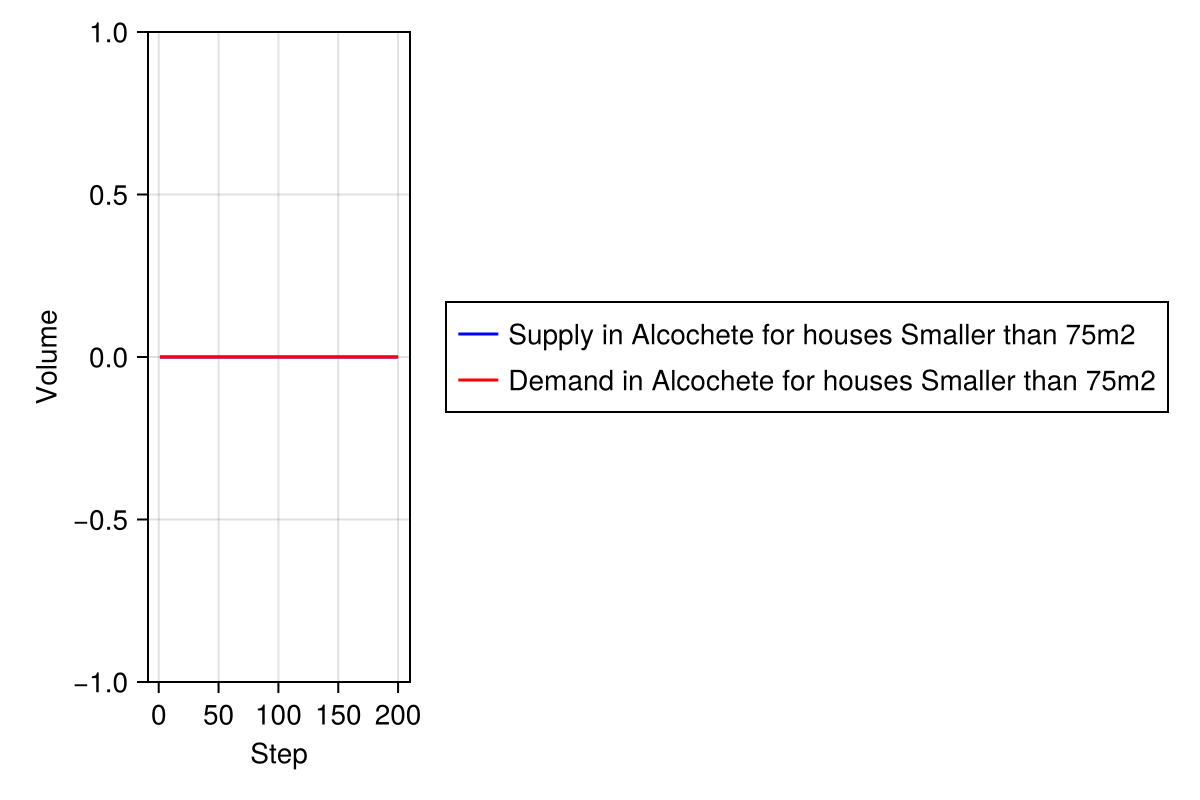 1.0
0.5
0.0
−0.5
−1.0
Volume
0 50 100 150 200
Step
Supply in Alcochete for houses Smaller than 75m2
Demand in Alcochete for houses Smaller than 75m2